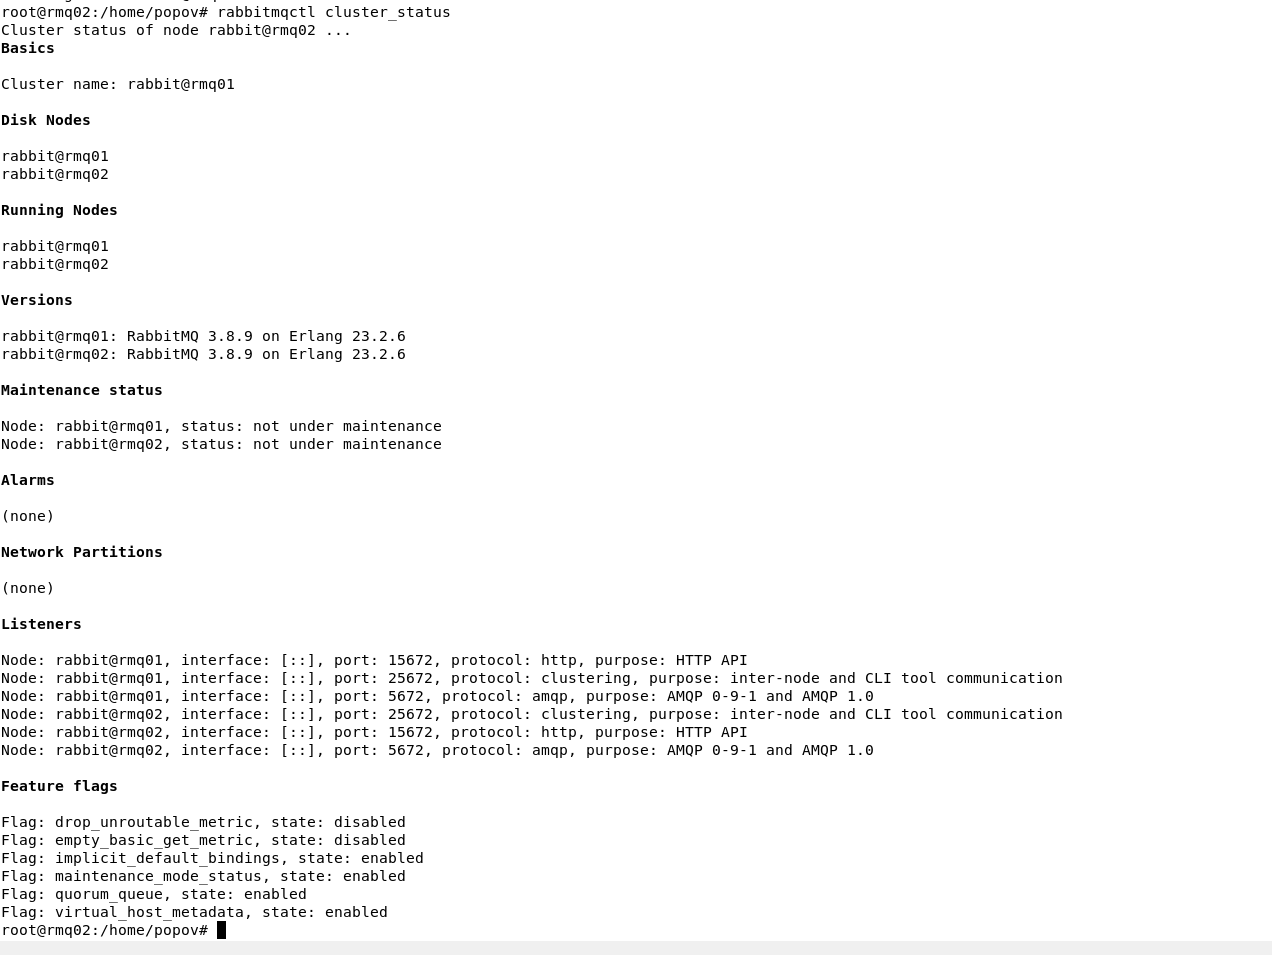 root@rmq02:/home/popov# rabbitmqctl cluster_status
Cluster status of node rabbit@rmq02 ...
Basics
Cluster name: rabbit@rmq01
Disk Nodes
rabbit@rmq01
rabbit@rmq02
Running Nodes
rabbit@rmq01
rabbit@rmq02
Versions
rabbit@rmq01: RabbitMQ 3.8.9 on Erlang 23.2.6
rabbit@rmq02: RabbitMQ 3.8.9 on Erlang 23.2.6
Maintenance status
Node: rabbit@rmq01, status: not under maintenance
Node: rabbit@rmq02, status: not under maintenance
Alarms
(none)
Network Partitions
(none)
Listeners
Node: rabbit@rmq01, interface: [::], port: 15672, protocol: http, purpose: HTTP API
Node: rabbit@rmq01, interface: [::], port: 25672, protocol: clustering, purpose: inter-node and CLI tool communication
Node: rabbit@rmq01, interface: [::], port: 5672, protocol: amqp, purpose: AMQP 0-9-1 and AMQP 1.0
Node: rabbit@rmq02, interface: [::], port: 25672, protocol: clustering, purpose: inter-node and CLI tool communication
Node: rabbit@rmq02, interface: [::], port: 15672, protocol: http, purpose: HTTP API
Node: rabbit@rmq02, interface: [::], port: 5672, protocol: amqp, purpose: AMQP 0-9-1 and AMQP 1.0
Feature flags
Flag: drop_unroutable_metric, state: disabled
Flag: empty_basic_get_metric, state: disabled
Flag: implicit_default_bindings, state: enabled
Flag: maintenance_mode_status, state: enabled
Flag: quorum_queue, state: enabled
Flag: virtual_host_metadata, state: enabled
root@rmq02:/home/popov#